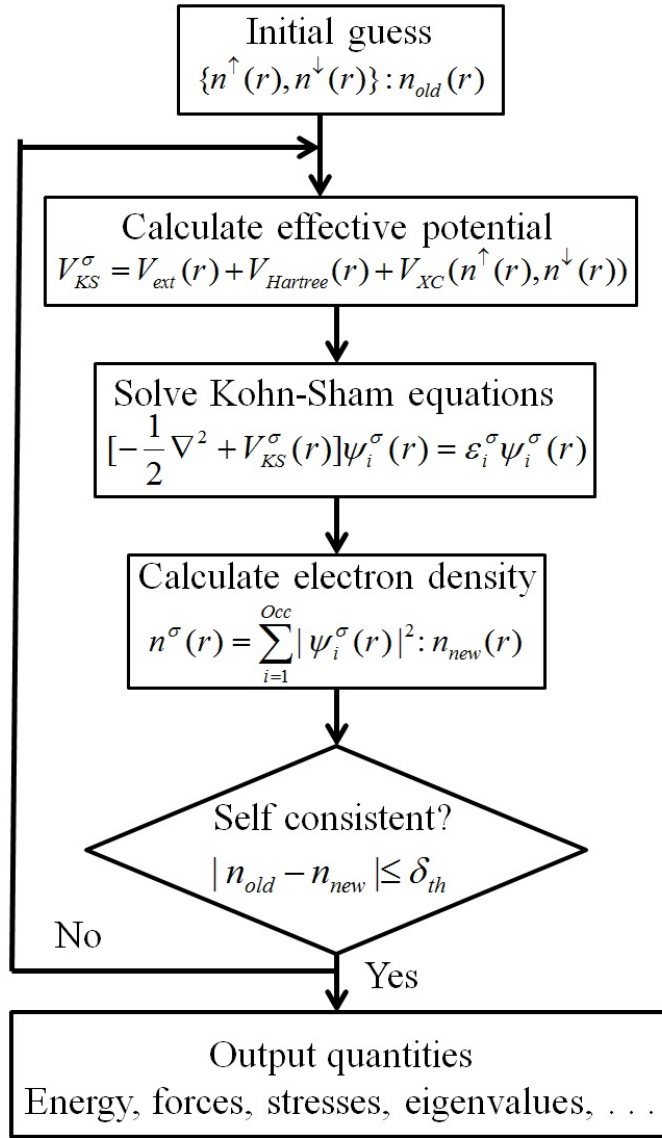 Initial guess
{n↑(r), n↓(r)}: n_old(r)
Calculate effective potential
V_KS^σ = V_ext(r) + V_Hartree(r) + V_XC(n↑(r), n↓(r))
Solve Kohn-Sham equations
[-1/2 ∇² + V_KS^σ(r)]ψ_i^σ(r) = ε_i^σ ψ_i^σ(r)
Calculate electron density
n^σ(r) = ∑_{i=1}^{Occ} |ψ_i^σ(r)|²: n_new(r)
Self consistent?
| n_old − n_new | ≤ δ_th
No
Yes
Output quantities
Energy, forces, stresses, eigenvalues, . . .